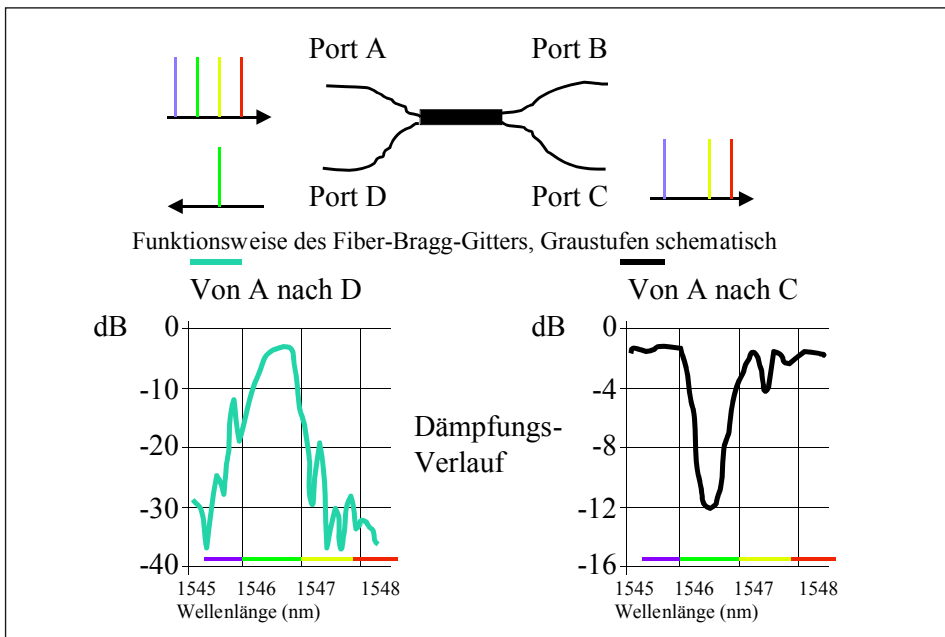 Port A
Port B
Port D
Port C
Funktionsweise des Fiber-Bragg-Gitters, Graustufen schematisch
Von A nach D
Von A nach C
dB
0
-10
-20
-30
-40
1545 1546 1547 1548
Wellenlänge (nm)
Dämpfungs-
Verlauf
dB
0
-4
-8
-12
-16
1545 1546 1547 1548
Wellenlänge (nm)